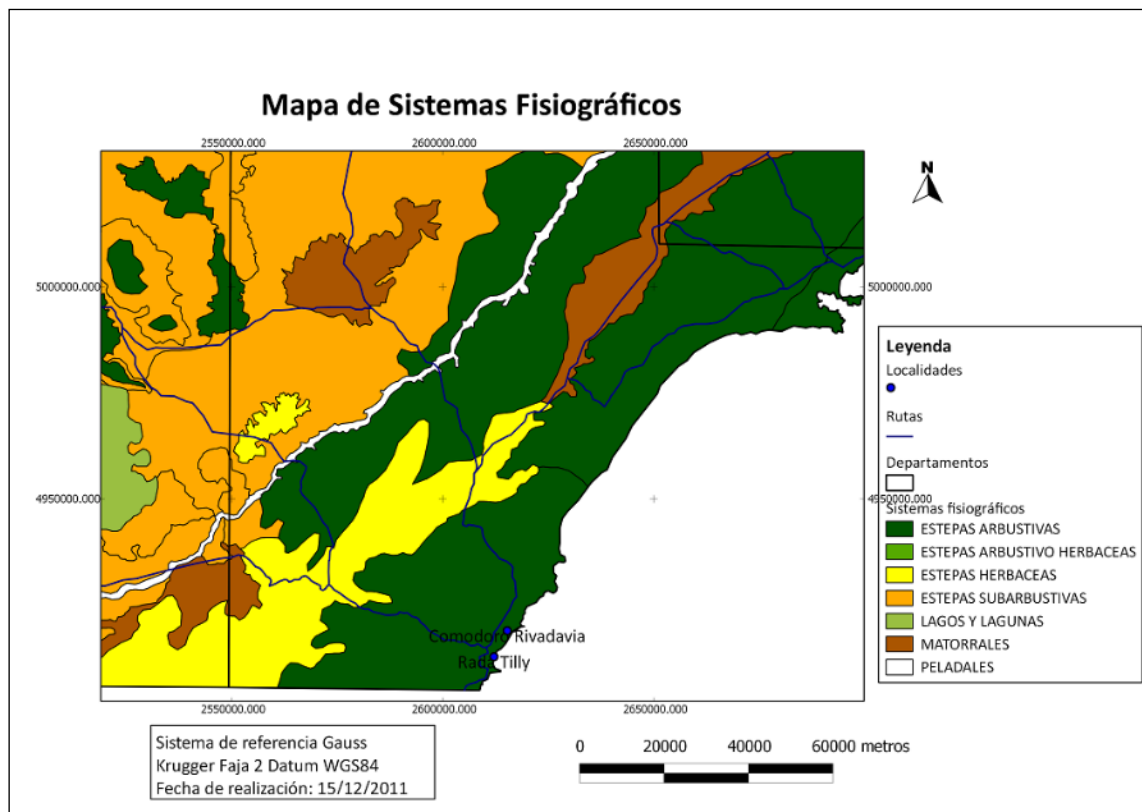 Mapa de Sistemas Fisiográficos
2550000.000
2600000.000
2650000.000
N
5000000.000
5000000.000
4950000.000
4950000.000
Comodoro Rivadavia
Rada Tilly
2550000.000
2600000.000
2650000.000
Leyenda
Localidades
Rutas
Departamentos
Sistemas fisiográficos
ESTEPAS ARBUSTIVAS
ESTEPAS ARBUSTIVO HERBACEAS
ESTEPAS HERBACEAS
ESTEPAS SUBARBUSTIVAS
LAGOS Y LAGUNAS
MATORRALES
PELADALES
Sistema de referencia Gauss
Krugger Faja 2 Datum WGS84
Fecha de realización: 15/12/2011
0 20000 40000 60000 metros